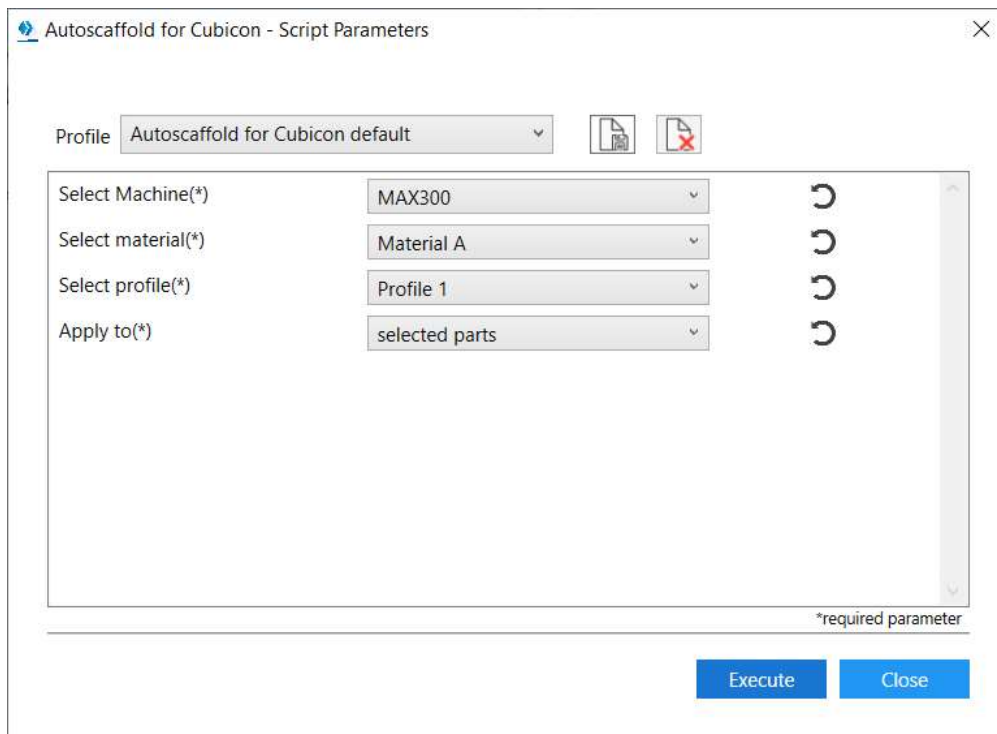 Autoscaffold for Cubicon - Script Parameters
Profile Autoscaffold for Cubicon default
Select Machine(*) MAX300
Select material(*) Material A
Select profile(*) Profile 1
Apply to(*) selected parts
*required parameter
Execute Close